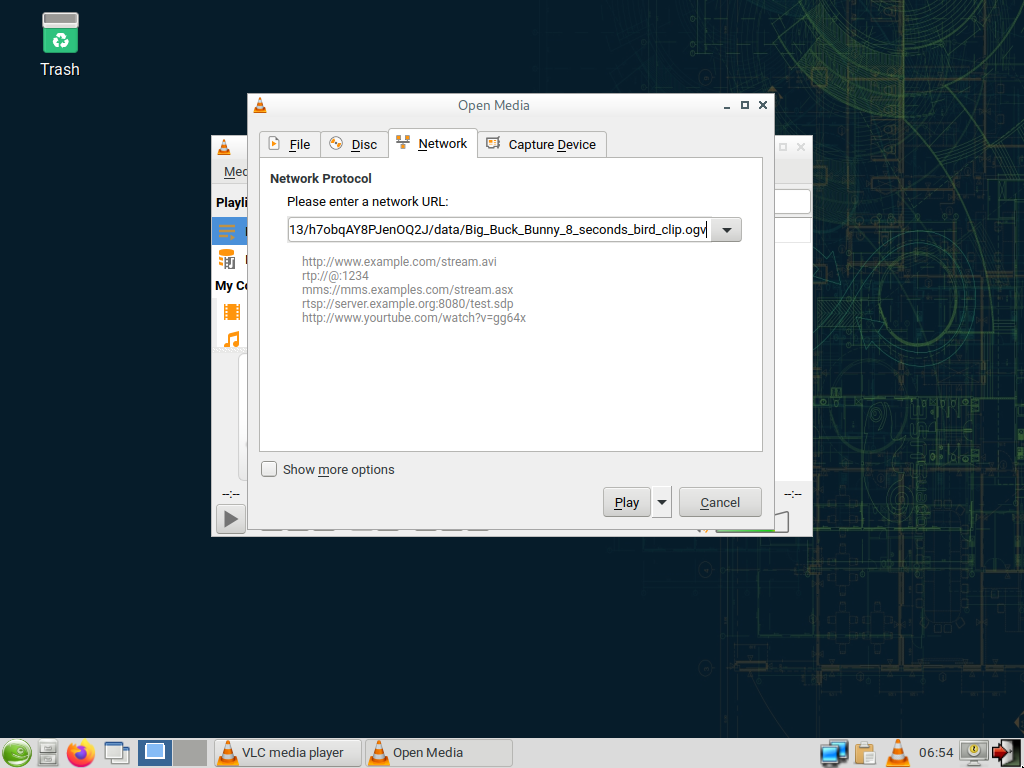 Trash
Open Media
File
Disc
Network
Capture Device
Network Protocol
Please enter a network URL:
13/h7obqAY8PJenOQ2J/data/Big_Buck_Bunny_8_seconds_bird_clip.ogv
http://www.example.com/stream.avi
rtp://@:1234
mms://mms.examples.com/stream.asx
rtsp://server.example.org:8080/test.sdp
http://www.yourtube.com/watch?v=gg64x
Show more options
Play
Cancel
Med
Playli
My Co
--:--
--:--
VLC media player
Open Media
06:54